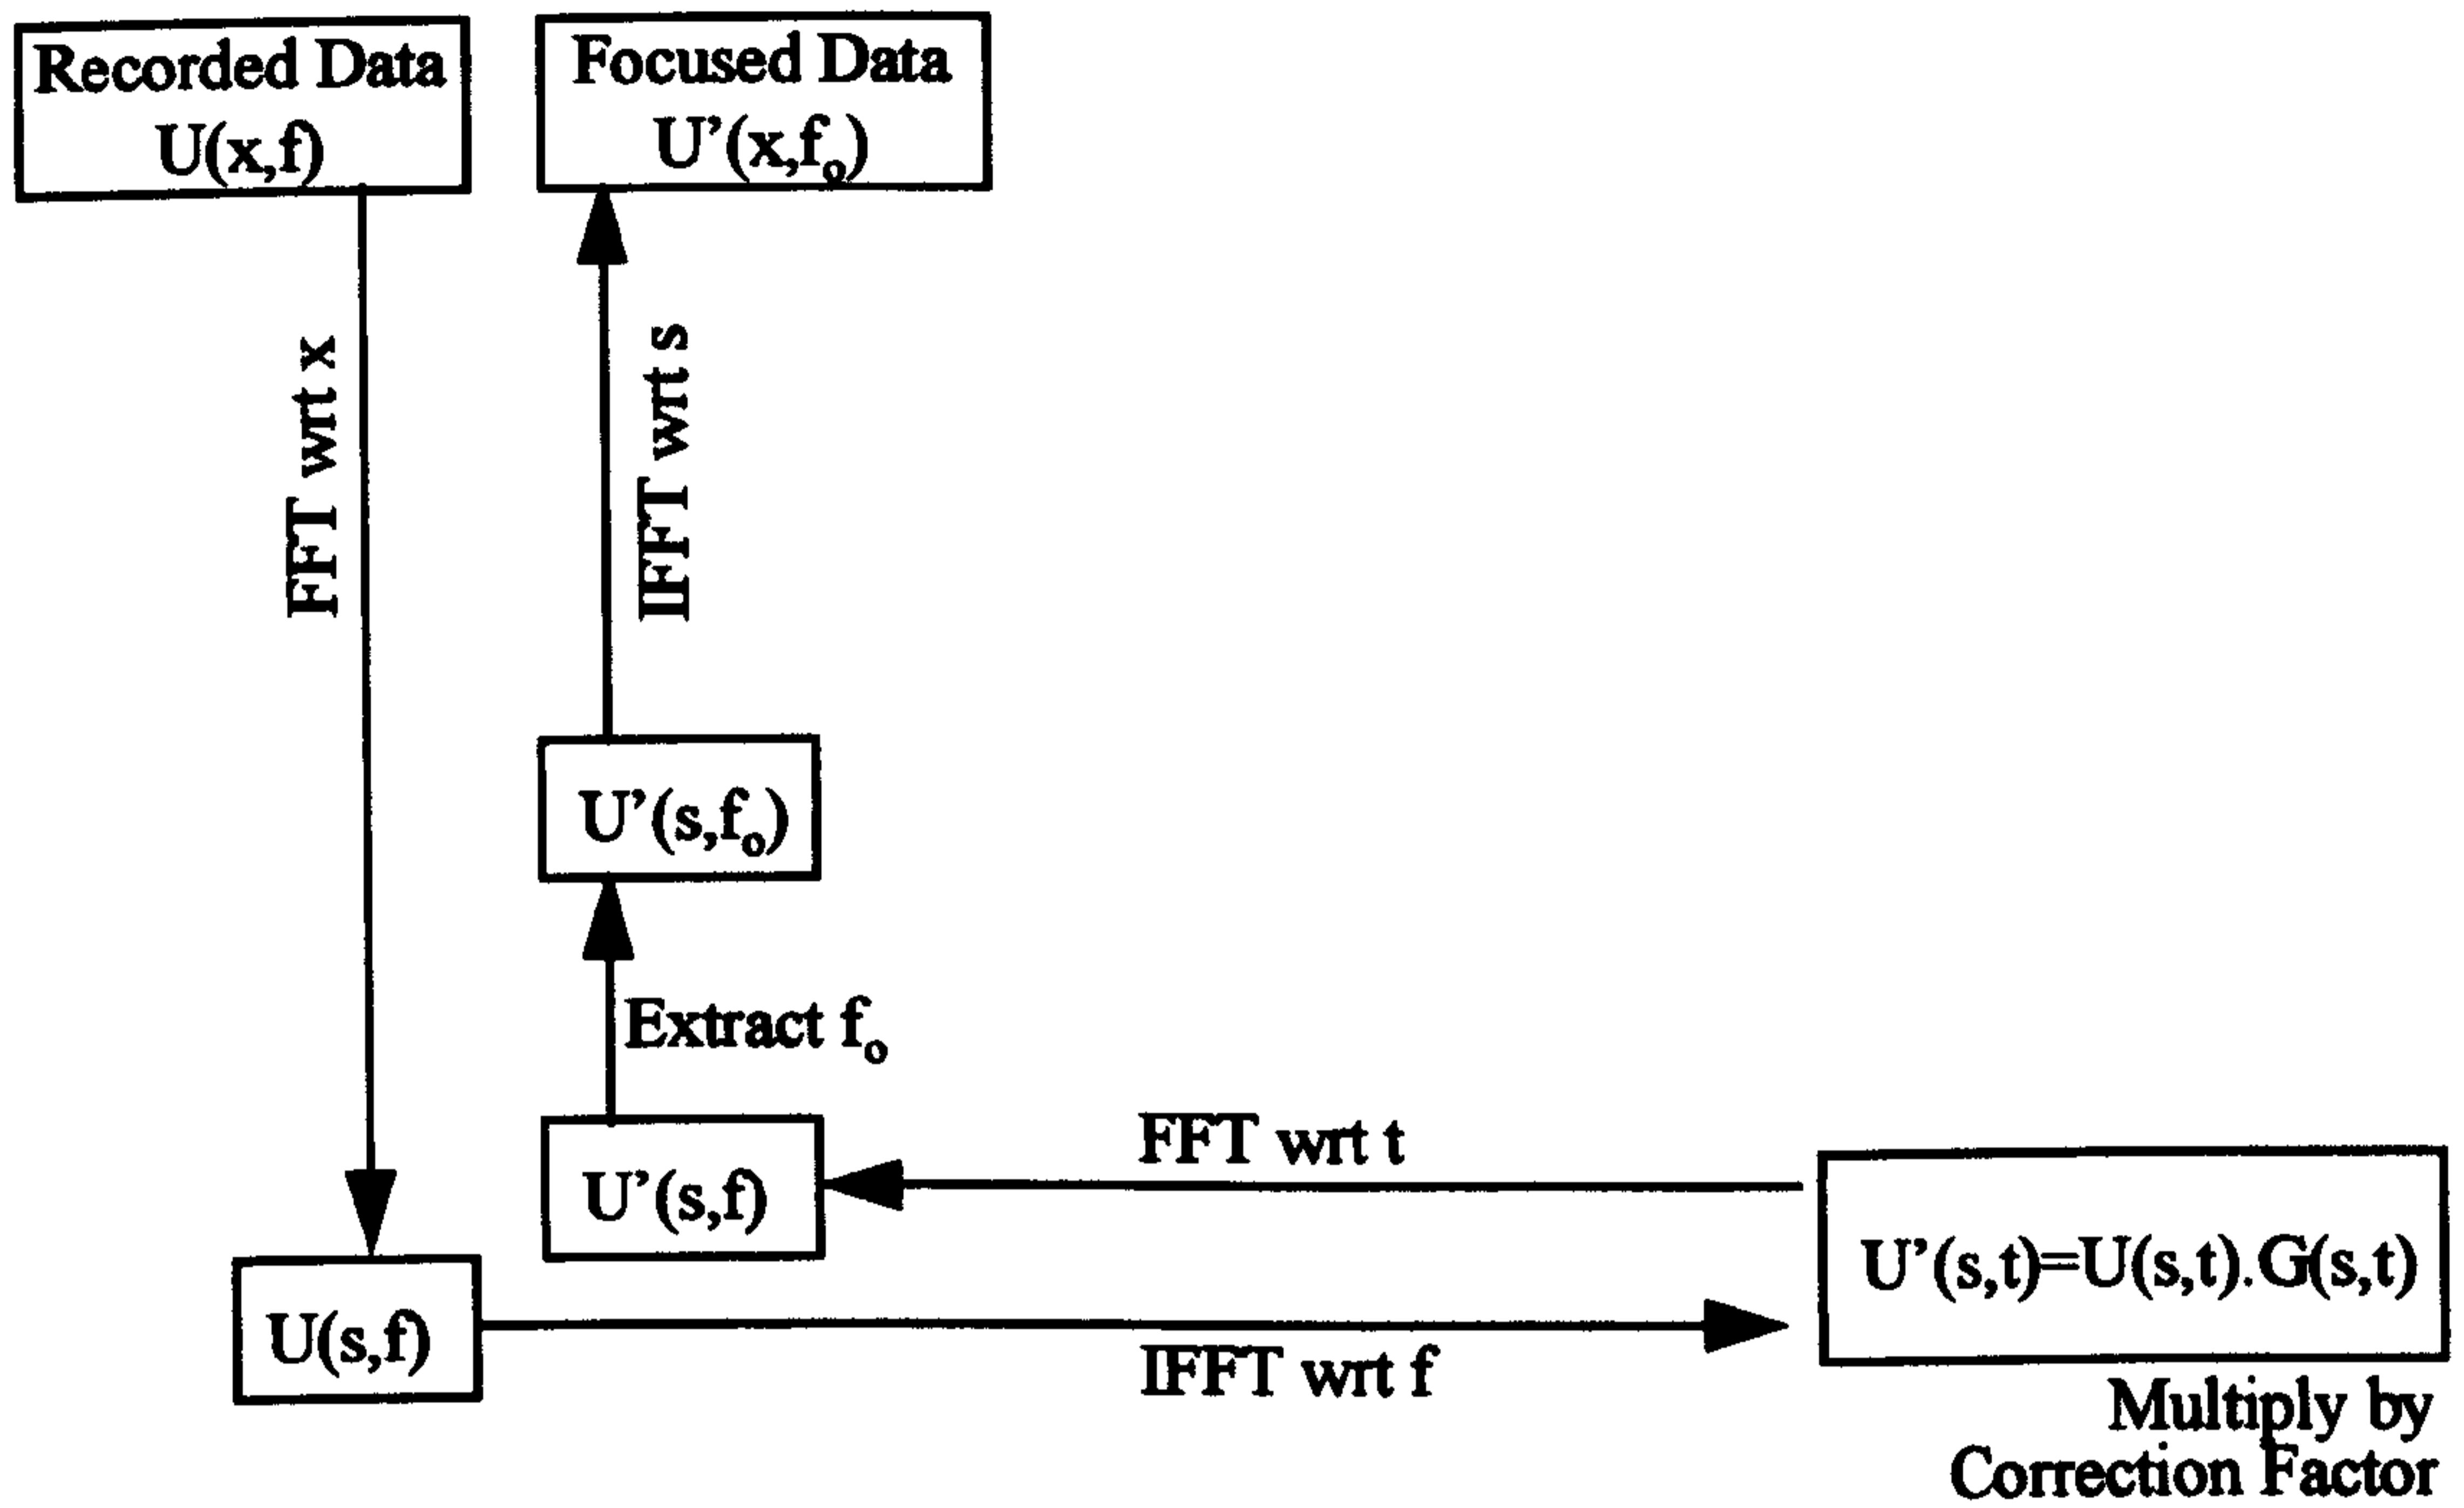 Recorded Data
U(x,f)
Focused Data
U'(x,fₒ)
FFT wrt x
IFFT wrt s
U'(s,fₒ)
Extract fₒ
U'(s,f)
FFT wrt t
U'(s,t)=U(s,t).G(s,t)
U(s,f)
IFFT wrt f
Multiply by
Correction Factor